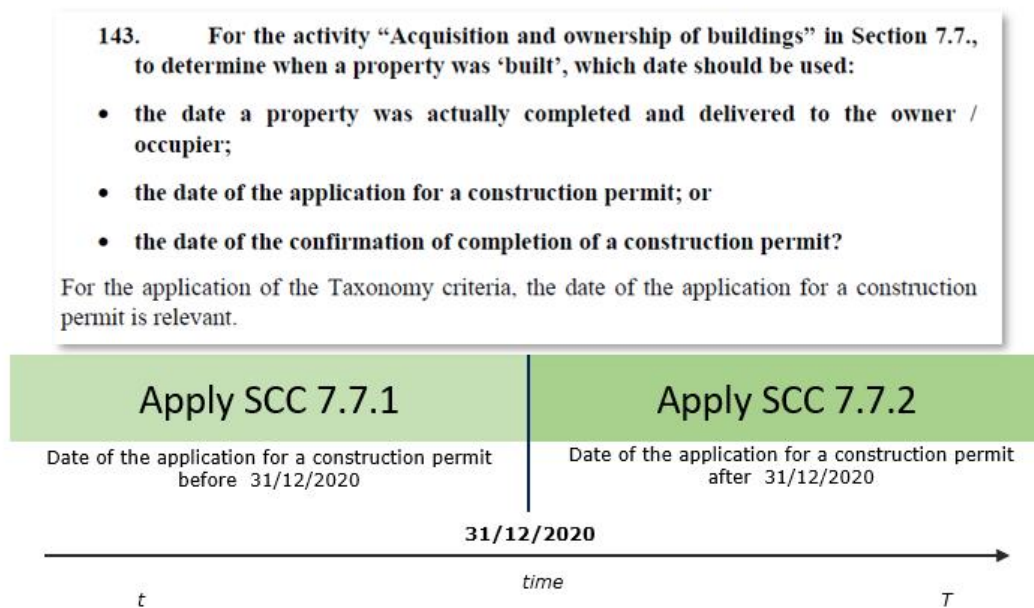 143. For the activity “Acquisition and ownership of buildings” in Section 7.7.,
to determine when a property was ‘built’, which date should be used:
• the date a property was actually completed and delivered to the owner /
occupier;
• the date of the application for a construction permit; or
• the date of the confirmation of completion of a construction permit?
For the application of the Taxonomy criteria, the date of the application for a construction
permit is relevant.
Apply SCC 7.7.1
Apply SCC 7.7.2
Date of the application for a construction permit
before 31/12/2020
Date of the application for a construction permit
after 31/12/2020
31/12/2020
time
t
T